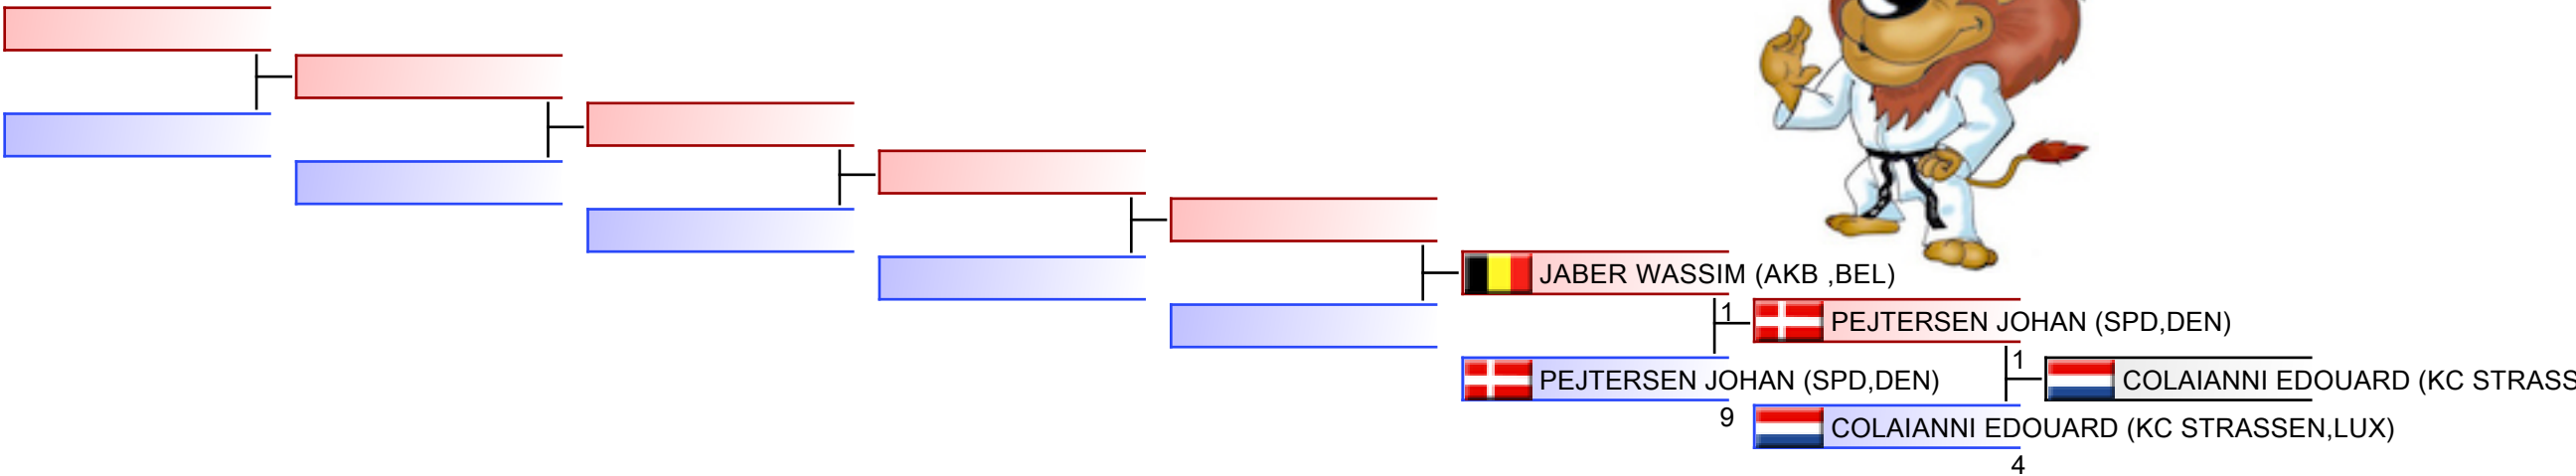 JABER WASSIM (AKB ,BEL)
1
PEJTERSEN JOHAN (SPD,DEN)
1
PEJTERSEN JOHAN (SPD,DEN)
COLAIANNI EDOUARD (KC STRASS
9
COLAIANNI EDOUARD (KC STRASSEN,LUX)
4